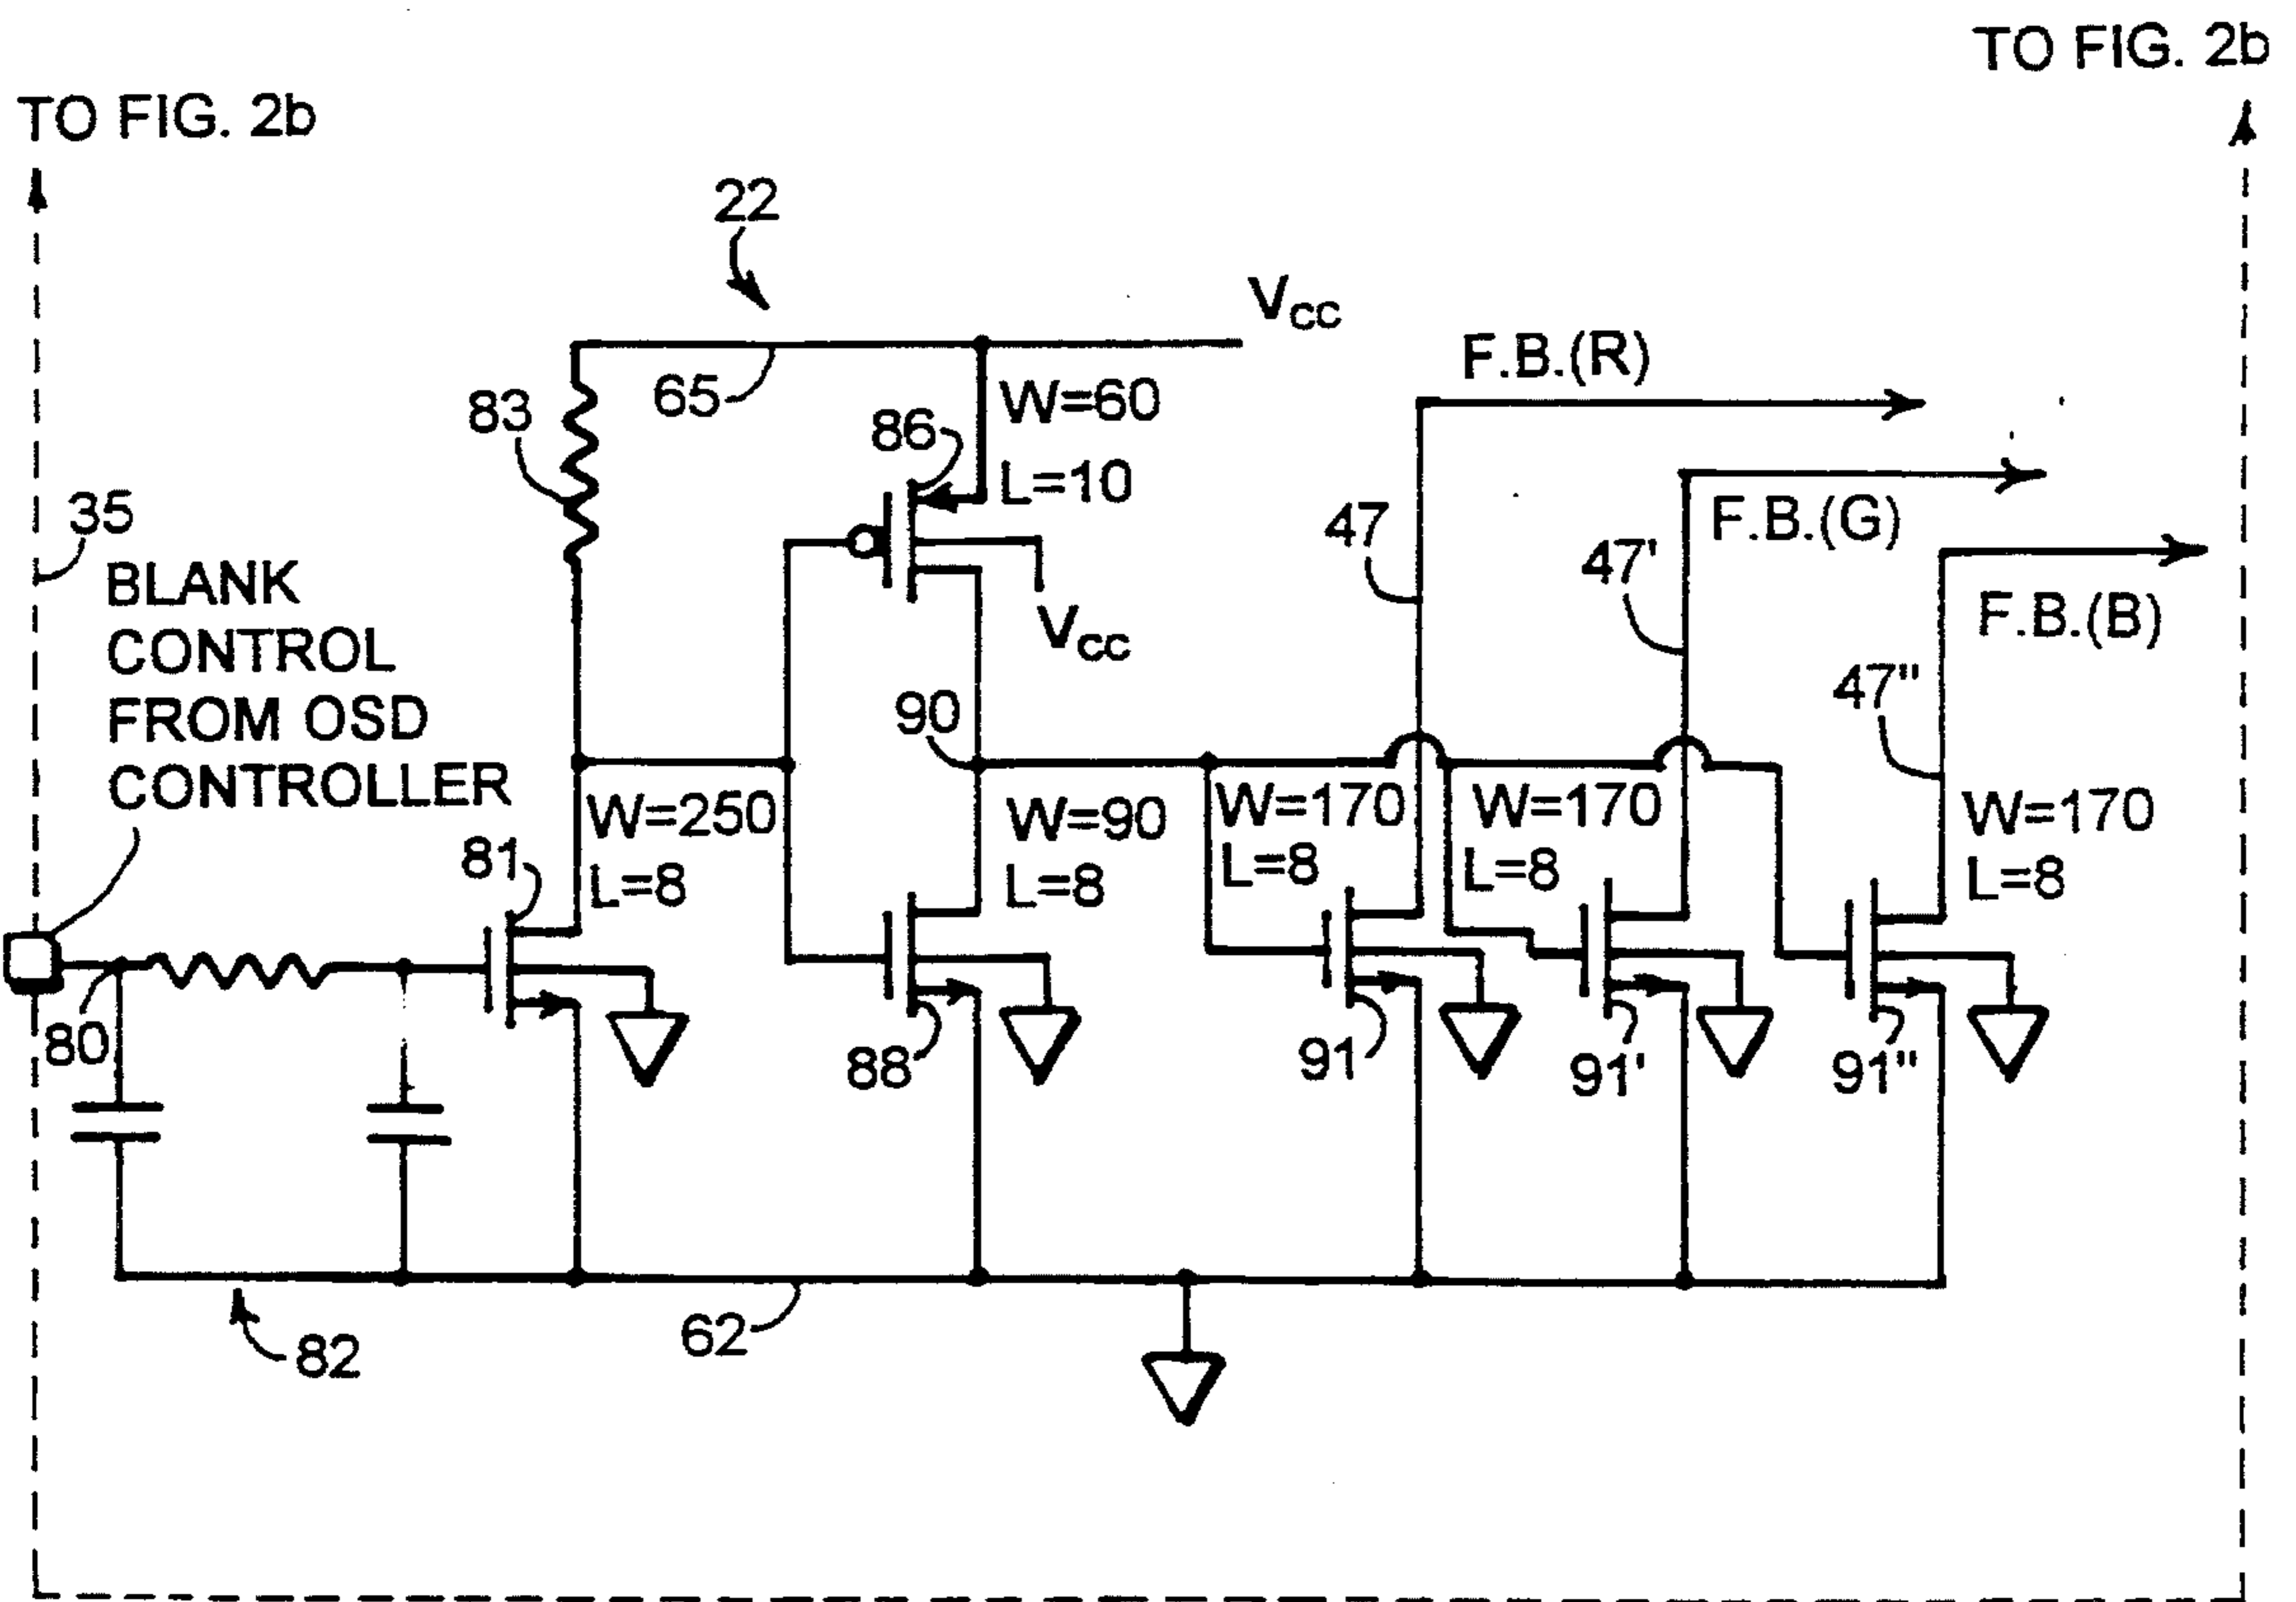 TO FIG. 2b
TO FIG. 2b
22
V_CC
F.B.(R)
65
W=60
83
86
L=10
F.B.(G)
47
35
47'
F.B.(B)
BLANK
CONTROL
FROM OSD
CONTROLLER
V_CC
90
47"
W=250
L=8
W=90
L=8
W=170
L=8
W=170
L=8
W=170
L=8
81
80
88
91
91'
91"
62
82